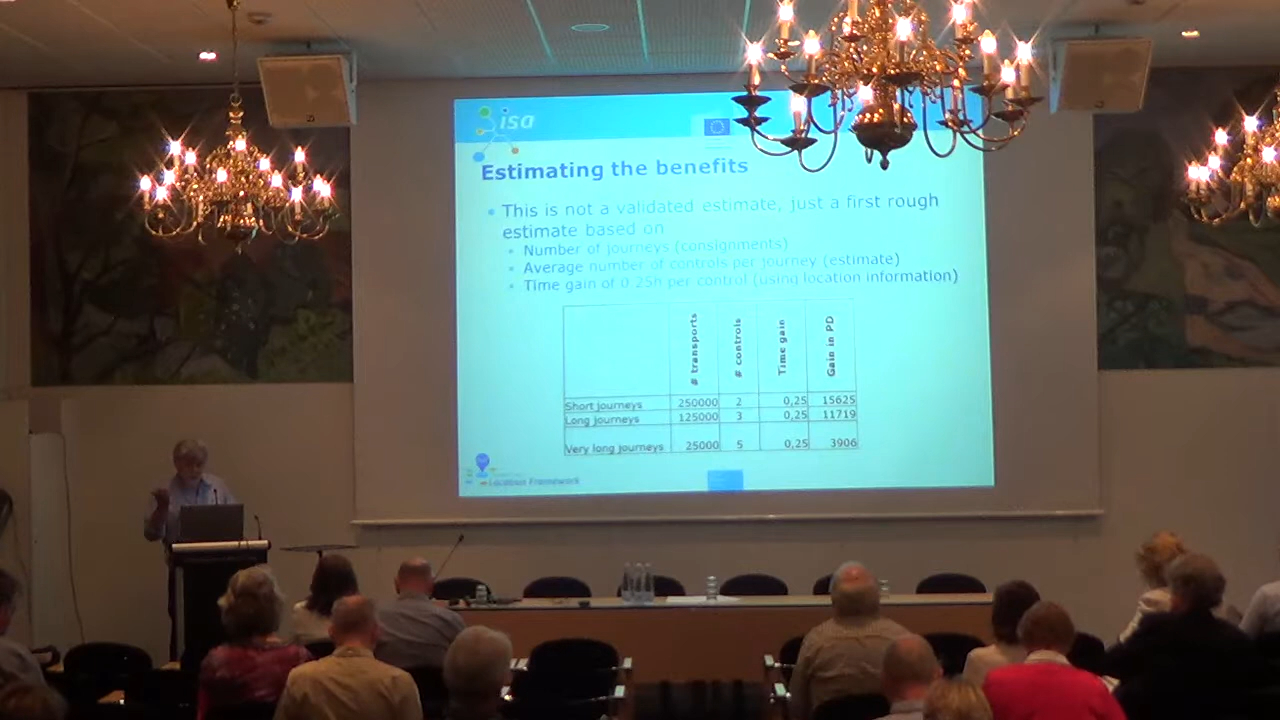 isa
Estimating the benefits
• This is not a validated estimate, just a first rough
estimate based on
• Number of journeys (consignments)
• Average number of controls per journey (estimate)
• Time gain of 0.25h per control (using location information)
# transports # controls Time gain Gain in PD
Short journeys 250000 2 0,25 15625
Long journeys 125000 3 0,25 11719
Very long journeys 25000 5 0,25 3906
Location Framework